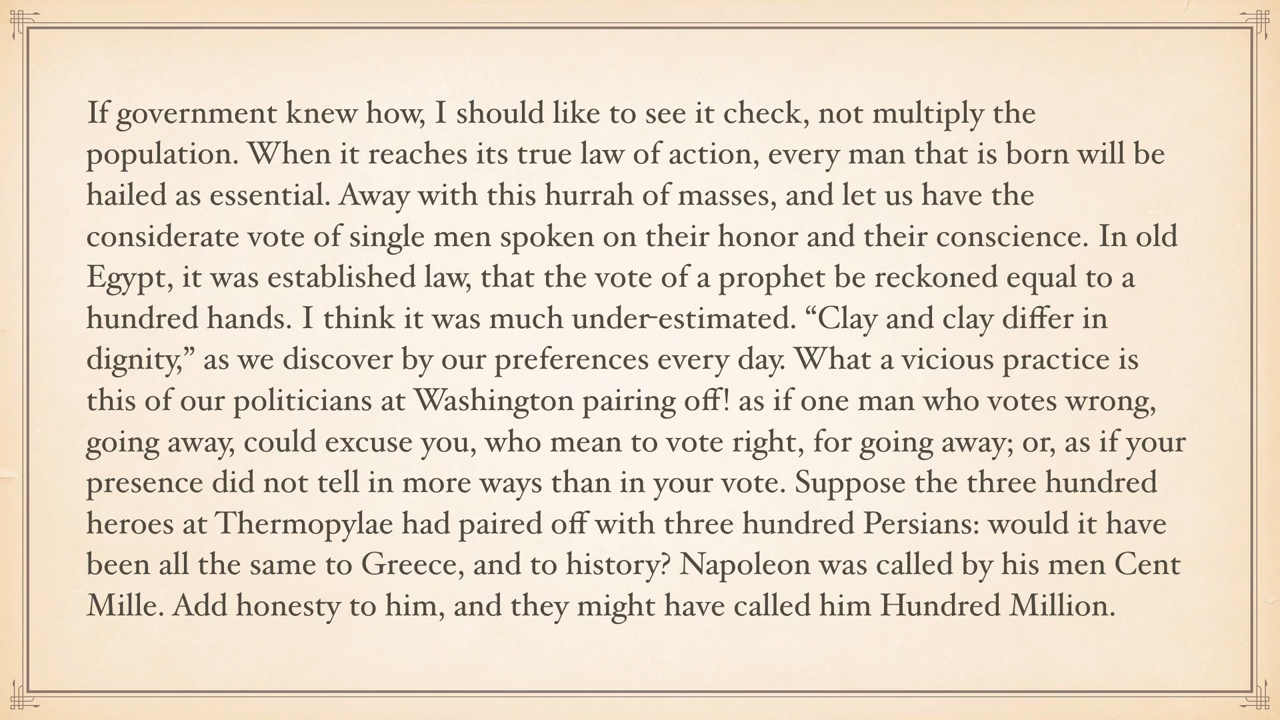 If government knew how, I should like to see it check, not multiply the
population. When it reaches its true law of action, every man that is born will be
hailed as essential. Away with this hurrah of masses, and let us have the
considerate vote of single men spoken on their honor and their conscience. In old
Egypt, it was established law, that the vote of a prophet be reckoned equal to a
hundred hands. I think it was much under-estimated. “Clay and clay differ in
dignity,” as we discover by our preferences every day. What a vicious practice is
this of our politicians at Washington pairing off! as if one man who votes wrong,
going away, could excuse you, who mean to vote right, for going away; or, as if your
presence did not tell in more ways than in your vote. Suppose the three hundred
heroes at Thermopylae had paired off with three hundred Persians: would it have
been all the same to Greece, and to history? Napoleon was called by his men Cent
Mille. Add honesty to him, and they might have called him Hundred Million.